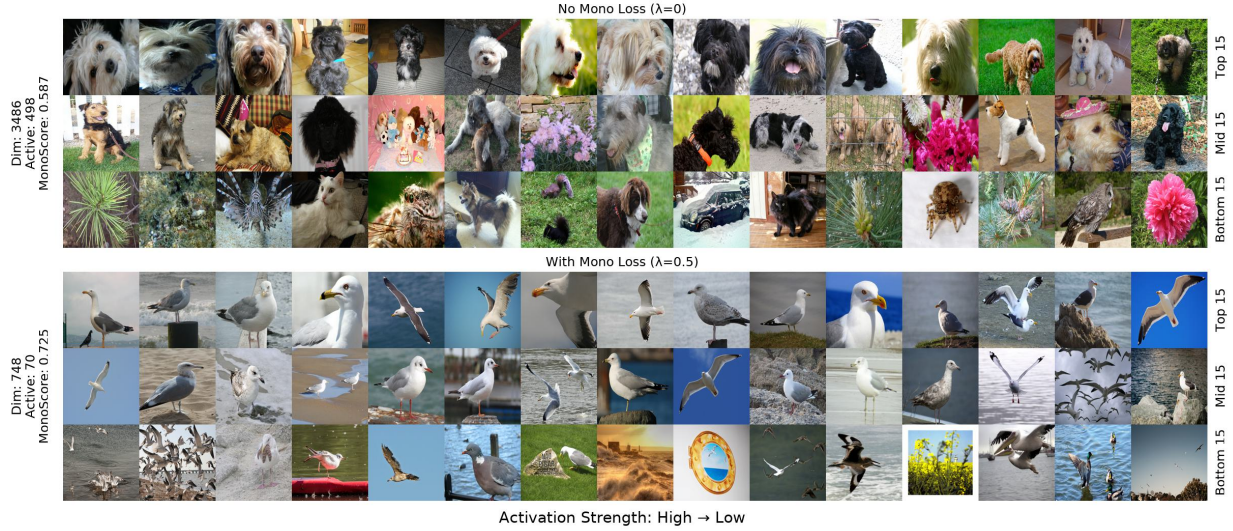 No Mono Loss (λ=0)
Dim: 3486
Active: 498
MonoScore: 0.587
Top 15
Mid 15
Bottom 15
With Mono Loss (λ=0.5)
Dim: 748
Active: 70
MonoScore: 0.725
Top 15
Mid 15
Bottom 15
Activation Strength: High → Low